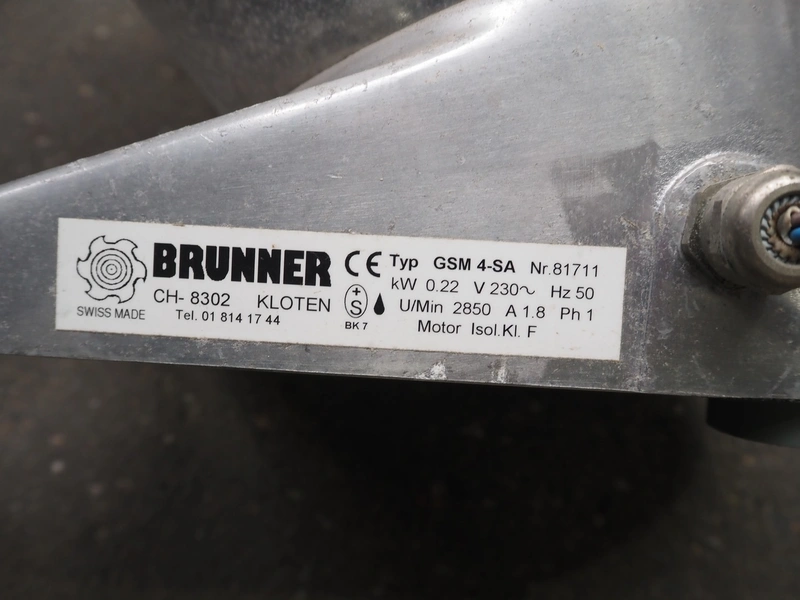 BRUNNER
SWISS MADE
CH- 8302 KLOTEN
Tel. 01 814 17 44
CE
+
S
BK 7
Typ GSM 4-SA Nr.81711
kW 0.22 V 230~ Hz 50
U/Min 2850 A 1.8 Ph 1
Motor Isol.Kl. F